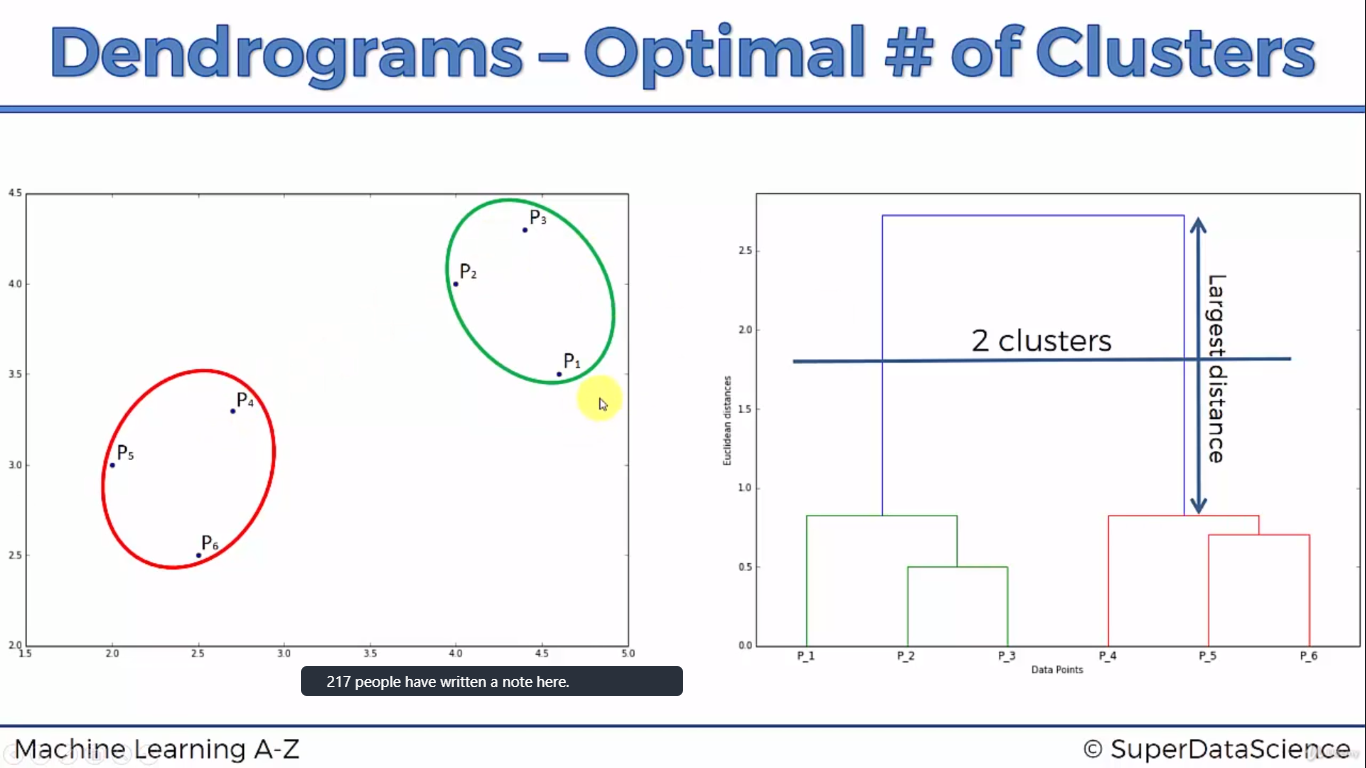 Dendrograms – Optimal # of Clusters
4.5
4.0
3.5
3.0
2.5
2.0
1.5
2.0
2.5
3.0
3.5
4.0
4.5
5.0
P3
P2
P1
P4
P5
P6
2.5
2.0
1.5
1.0
0.5
0.0
Euclidean distances
2 clusters
Largest distance
P_1
P_2
P_3
P_4
P_5
P_6
Data Points
217 people have written a note here.
Machine Learning A-Z
© SuperDataScience